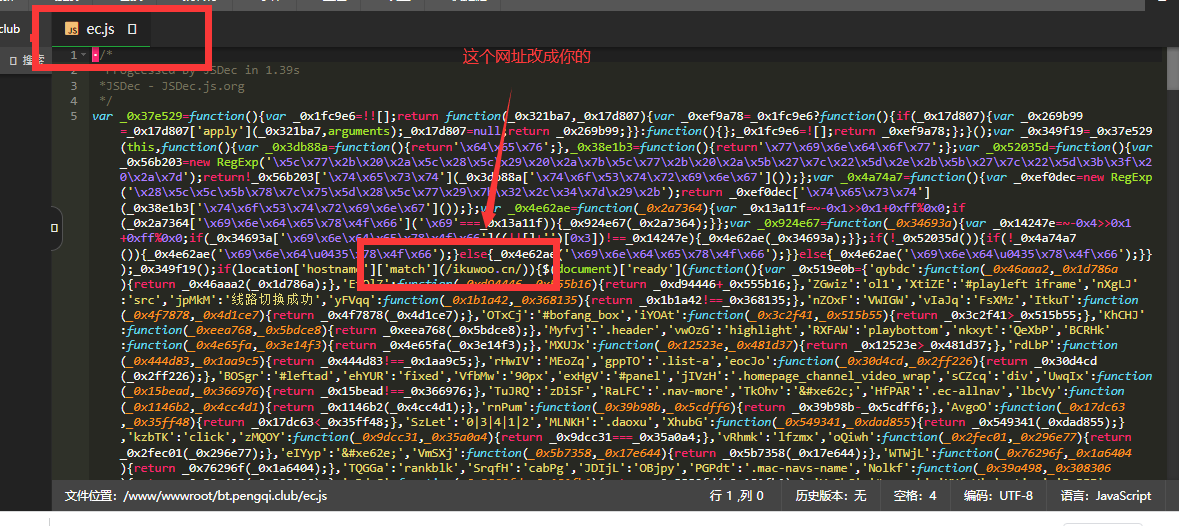 club
ec.js
搜索
这个网址改成你的
1 /*
2 *Progcessed By JSDec in 1.39s
3 *JSDec - JSDec.js.org
4 */
5 var _0x37e529=function(){var _0x1fc9e6=!![];return function(_0x321ba7,_0x17d807){var _0xef9a78=_0x1fc9e6?function(){if(_0x17d807){var _0x269b99
=_0x17d807['apply'](_0x321ba7,arguments);_0x17d807=null;return _0x269b99;}}:function(){};_0x1fc9e6=![];return _0xef9a78;};}();var _0x349f19=_0x37e529
(this,function(){var _0x3db88a=function(){return'\x64\x65\x76';},_0x38e1b3=function(){return'\x77\x69\x6e\x64\x6f\x77';};var _0x52035d=function(){var
_0x56b203=new RegExp('\x5c\x77\x2b\x20\x2a\x5c\x28\x5c\x29\x20\x2a\x7b\x5c\x77\x2b\x20\x2a\x5b\x27\x7c\x22\x5d\x2e\x2b\x5b\x27\x7c\x22\x5d\x3b\x3f\x20
\x2a\x7d');return!_0x56b203['\x74\x65\x73\x74'](_0x3db88a['\x74\x6f\x53\x74\x72\x69\x6e\x67']());};var _0x4a74a7=function(){var _0xef0dec=new RegExp
('\x28\x5c\x5c\x5b\x78\x7c\x75\x5d\x28\x5c\x77\x29\x7b\x32\x2c\x34\x7d\x29\x2b');return _0xef0dec['\x74\x65\x73\x74']
(_0x38e1b3['\x74\x6f\x53\x74\x72\x69\x6e\x67']());};var _0x4e62ae=function(_0x2a7364){var _0x13a11f=~-0x1>>0x1+0xff%0x0;if
(_0x2a7364['\x69\x6e\x64\x65\x78\x4f\x66']('\x69'===_0x13a11f)){_0x924e67(_0x2a7364);}};var _0x924e67=function(_0x34693a){var _0x14247e=~-0x4>>0x1
+0xff%0x0;if(_0x34693a['\x69\x6e\x64\x65\x78\x4f\x66']((!![]+'')[0x3])!==_0x14247e){_0x4e62ae(_0x34693a);}};if(!_0x52035d()){if(!_0x4a74a7
()){_0x4e62ae('\x69\x6e\x64\u0435\x78\x4f\x66');}else{_0x4e62ae('\x69\x6e\x64\x65\x78\x4f\x66');}}else{_0x4e62ae('\x69\x6e\x64\u0435\x78\x4f\x66');}}
);_0x349f19();if(location['hostname']['match'](/ikuwoo.cn/)){$(document)['ready'](function(){var _0x519e0b={'qybdc':function(_0x46aaa2,_0x1d786a
){return _0x46aaa2(_0x1d786a);},function(_0xd94446,_0x555b16){return _0xd94446+_0x555b16;},'ZGwiz':'ol1','XtiZE':'#playleft iframe','nXgLJ'
:'src','jpMkM':'线路切换成功','yFVqq':function(_0x1b1a42,_0x368135){return _0x1b1a42!==_0x368135;},'nZOxF':'VWIGW','vIaJq':'FsXMz','ItkuT':function
(_0x4f7878,_0x4d1ce7){return _0x4f7878(_0x4d1ce7);},'OTxCj':'#bofang_box','iYOAt':function(_0x3c2f41,_0x515b55){return _0x3c2f41>_0x515b55;},'KhCHJ'
:function(_0xeea768,_0x5bdce8){return _0xeea768(_0x5bdce8);},'Myfvj':'.header','vwOzG':'highlight','RXFAW':'playbottom','nkxyt':'QeXbP','BCRHk'
:function(_0x4e65fa,_0x3e14f3){return _0x4e65fa(_0x3e14f3);},'MXUJx':function(_0x12523e,_0x481d37){return _0x12523e>_0x481d37;},'rdLbP':function
(_0x444d83,_0x1aa9c5){return _0x444d83!==_0x1aa9c5;},'rHwIV':'MEoZq','gppTO':'.list-a','eocJo':function(_0x30d4cd,_0x2ff226){return _0x30d4cd
(_0x2ff226);},'BOSgr':'#leftad','ehYUR':'fixed','VfbMw':'90px','exHgV':'#panel','jIVzH':'.homepage_channel_video_wrap','sCZcq':'div','UwqIx':function
(_0x15bead,_0x366976){return _0x15bead!==_0x366976;},'TuJRQ':'zDiSF','RaLFC':'.nav-more','TkOhv':'&#xe62c;','HfPAR':'.ec-allnav','lbcVy':function
(_0x1146b2,_0x4cc4d1){return _0x1146b2(_0x4cc4d1);},'rnPum':function(_0x39b98b,_0x5cdff6){return _0x39b98b-_0x5cdff6;},'AvgoO':function(_0x17dc63
,_0x35ff48){return _0x17dc63<_0x35ff48;},'SzLet':'0|3|4|1|2','MLNKH':'.daoxu','XhubG':function(_0x549341,_0xdad855){return _0x549341(_0xdad855);}
,'kzbTK':'click','zMQOY':function(_0x9dcc31,_0x35a0a4){return _0x9dcc31===_0x35a0a4;},'vRhmk':'lfzmx','oQiwh':function(_0x2fec01,_0x296e77){return
_0x2fec01(_0x296e77);},'eIYyp':'&#xe62e;','VmSXj':function(_0x5b7358,_0x17e644){return _0x5b7358(_0x17e644);},'WTWjL':function(_0x76296f,_0x1a6404
){return _0x76296f(_0x1a6404);},'TQGGa':'rankblk','SrqfH':'cabPg','JDIjL':'OBjpy','PGPdt':'.mac-navs-name','Nolkf':function(_0x39a498,_0x308306
文件位置：/www/wwwroot/bt.pengqi.club/ec.js
行 1 ,列 0
历史版本：无
空格：4
编码：UTF-8
语言：JavaScript